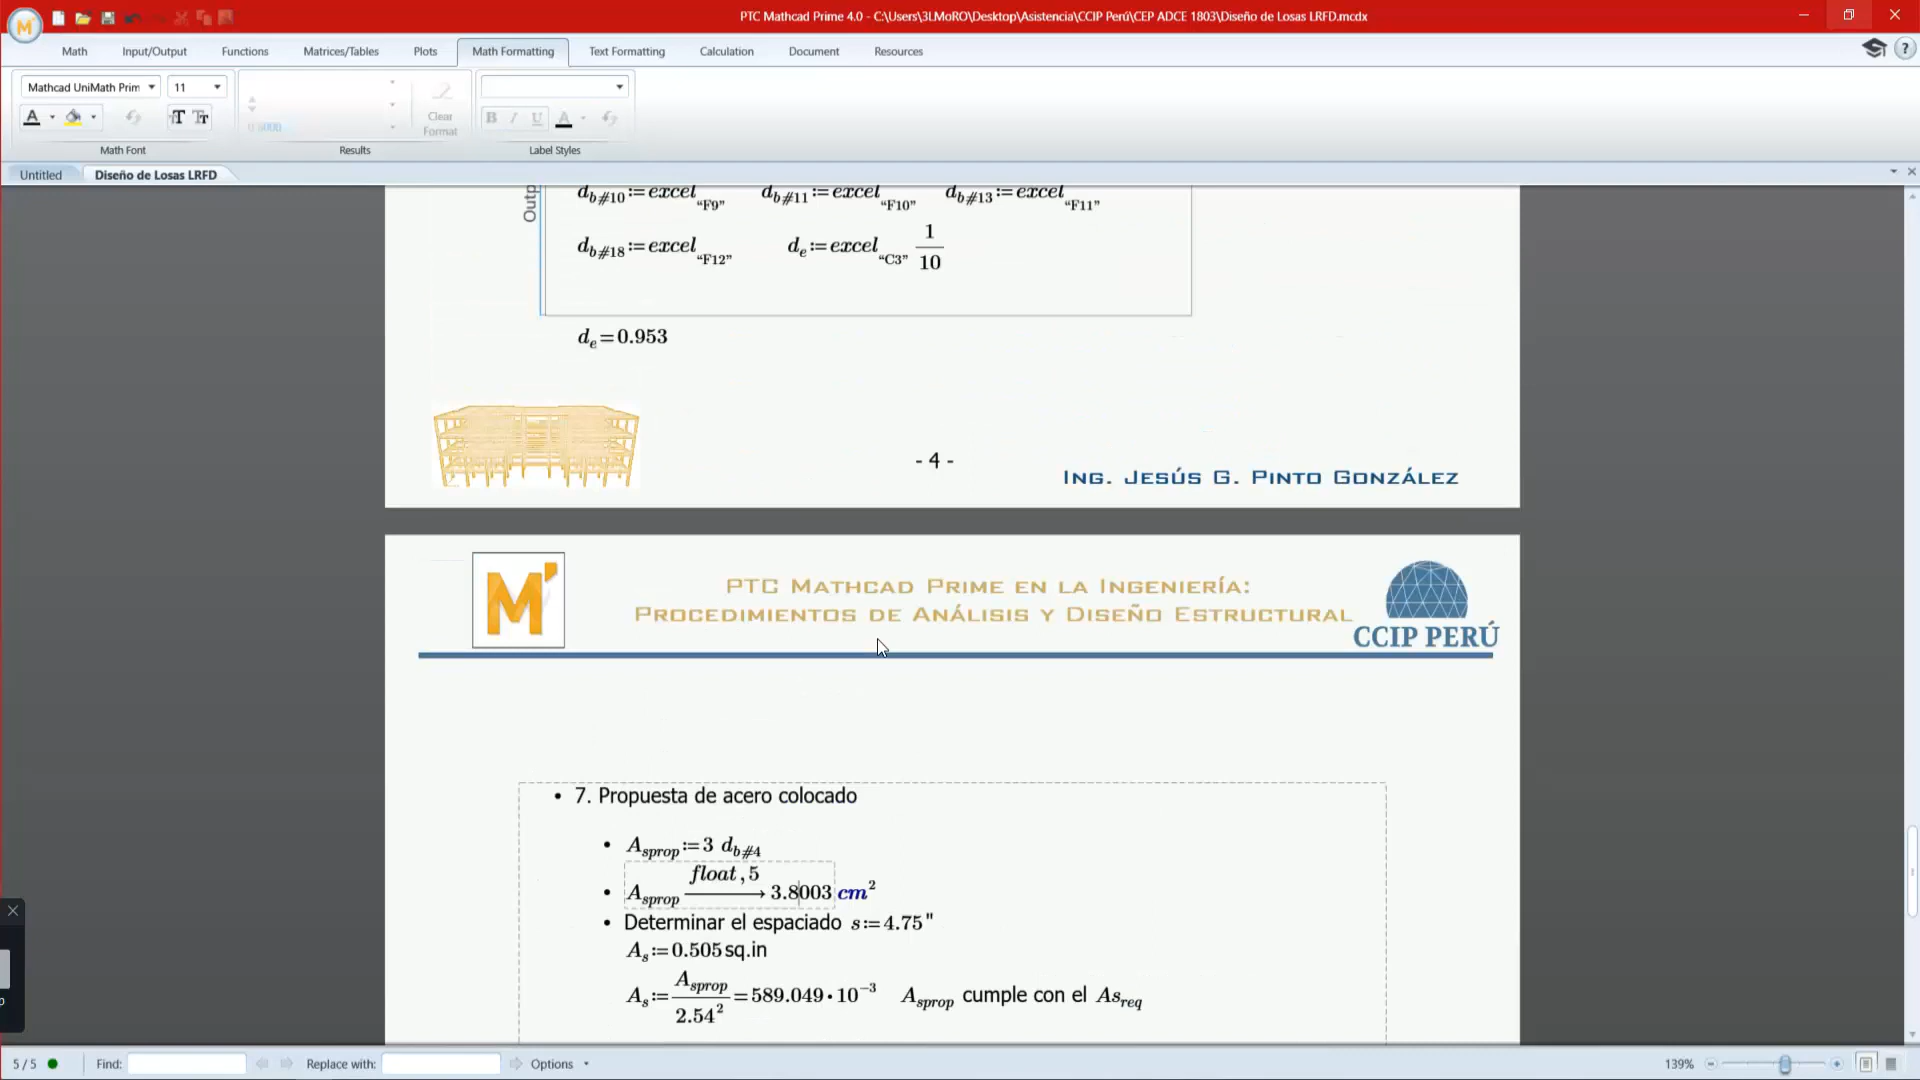 PTC Mathcad Prime 4.0 - C:\Users\3LMoRO\Desktop\Asistencia\CCIP Perú\CEP ADCE 1803\Diseño de Losas LRFD.mcdx
Math Input/Output Functions Matrices/Tables Plots Math Formatting Text Formatting Calculation Document Resources
Mathcad UniMath Prim 11
Clear Format
B I U A
Math Font Results Label Styles
Untitled Diseño de Losas LRFD
Outp
d_b#10 := excel_"F9" d_b#11 := excel_"F10" d_b#13 := excel_"F11"
d_b#18 := excel_"F12" d_e := excel_"C3" 1/10
d_e = 0.953
- 4 -
Ing. Jesús G. Pinto González
M'
PTC Mathcad Prime en la Ingeniería:
Procedimientos de Análisis y Diseño Estructural
CCIP PERÚ
• 7. Propuesta de acero colocado
• A_sprop := 3 d_b#4
• A_sprop float , 5 → 3.8003 cm²
• Determinar el espaciado s := 4.75"
A_s := 0.505 sq.in
A_s := A_sprop / 2.54² = 589.049 • 10⁻³ A_sprop cumple con el As_req
5 / 5 Find: Replace with: Options 139%